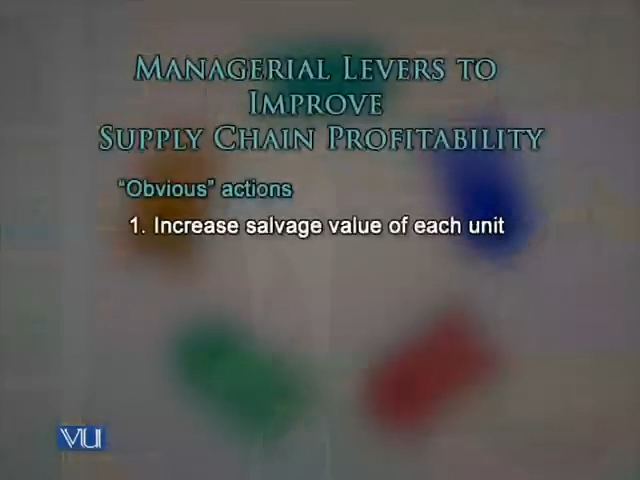 MANAGERIAL LEVERS TO
IMPROVE
SUPPLY CHAIN PROFITABILITY
“Obvious” actions
1. Increase salvage value of each unit
VU